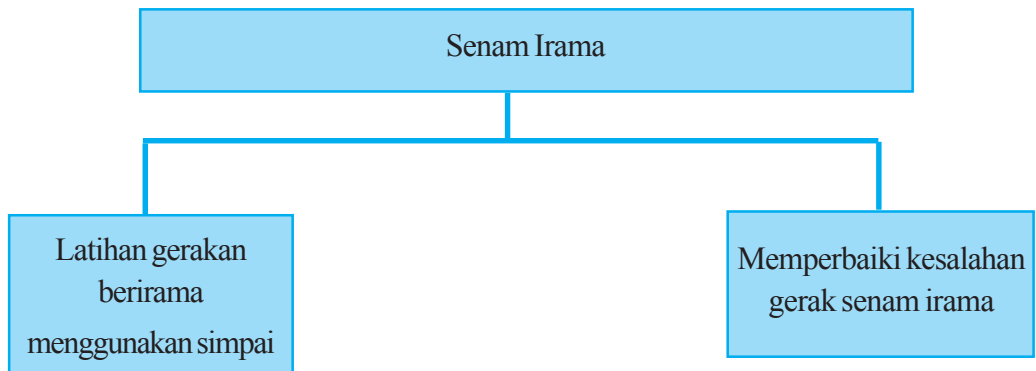 Senam Irama
Latihan gerakan
berirama
menggunakan simpai
Memperbaiki kesalahan
gerak senam irama